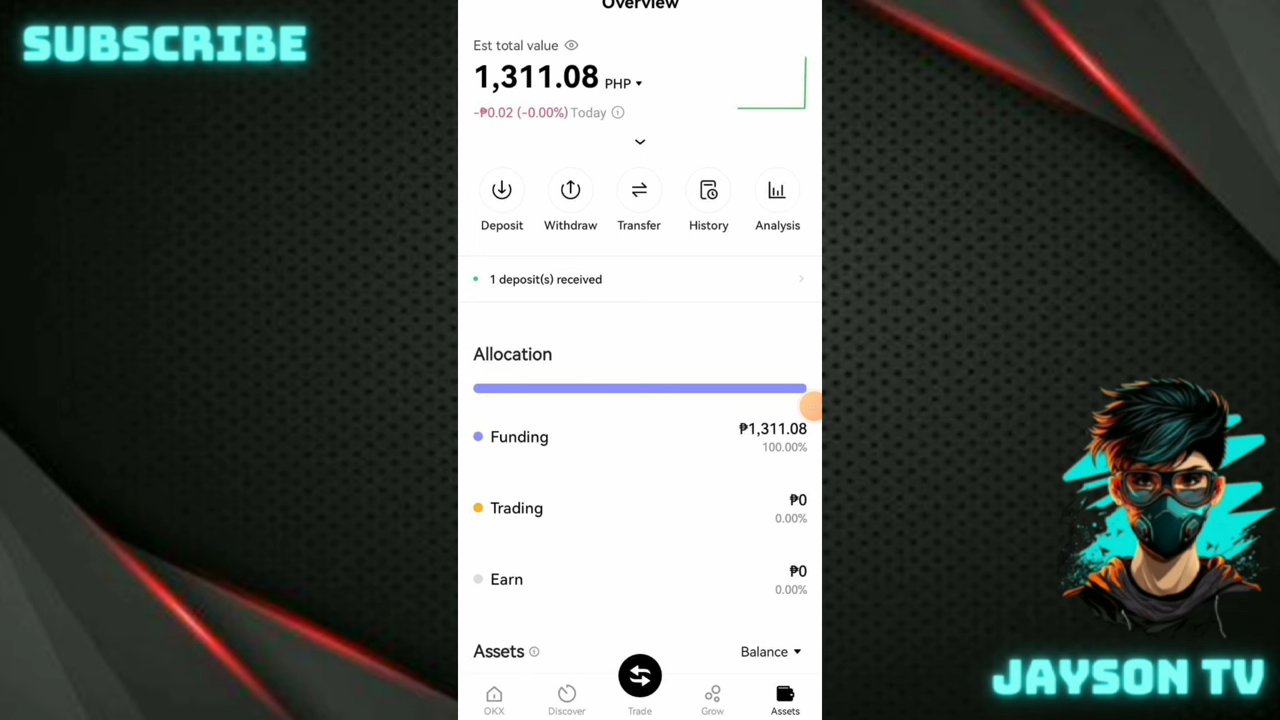 SUBSCRIBE
Overview
Est total value
1,311.08 PHP
-₱0.02 (-0.00%) Today
Deposit Withdraw Transfer History Analysis
1 deposit(s) received
Allocation
Funding ₱1,311.08
100.00%
Trading ₱0
0.00%
Earn ₱0
0.00%
Assets Balance
OKX Discover Trade Grow Assets
JAYSON TV